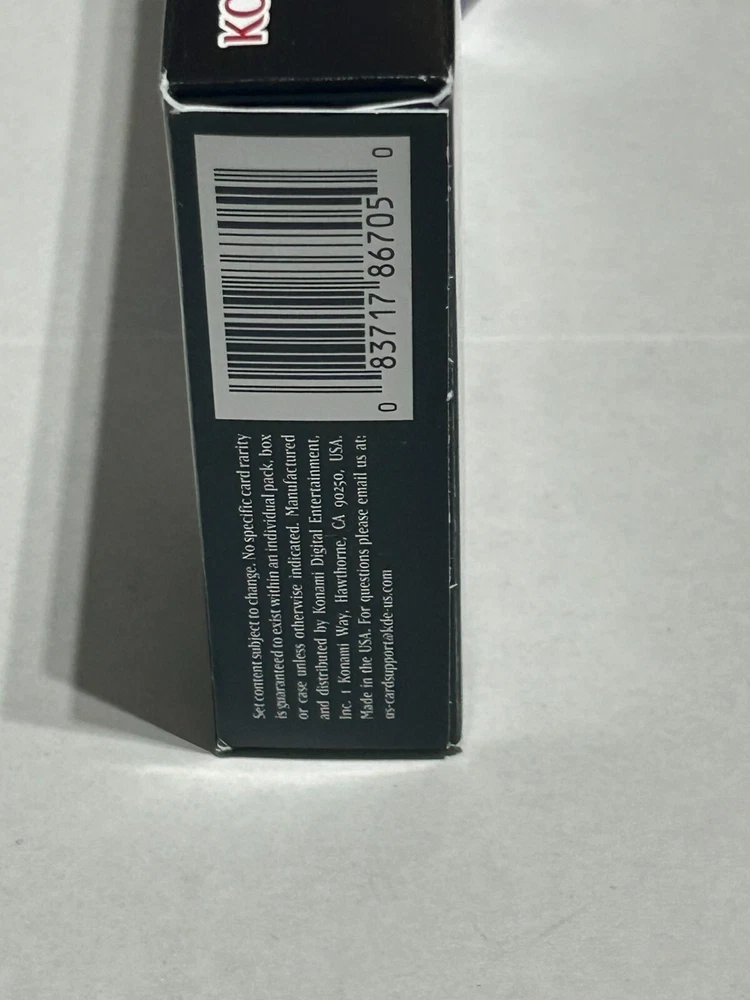 KO
0 83717 86705 0
Set content subject to change. No specific card rarity
is guaranteed to exist within an individual pack, box
or case unless otherwise indicated. Manufactured
and distributed by Konami Digital Entertainment,
Inc. 1 Konami Way, Hawthorne, CA 90250, USA.
Made in the USA. For questions please email us at:
us-cardsupport@kde-us.com